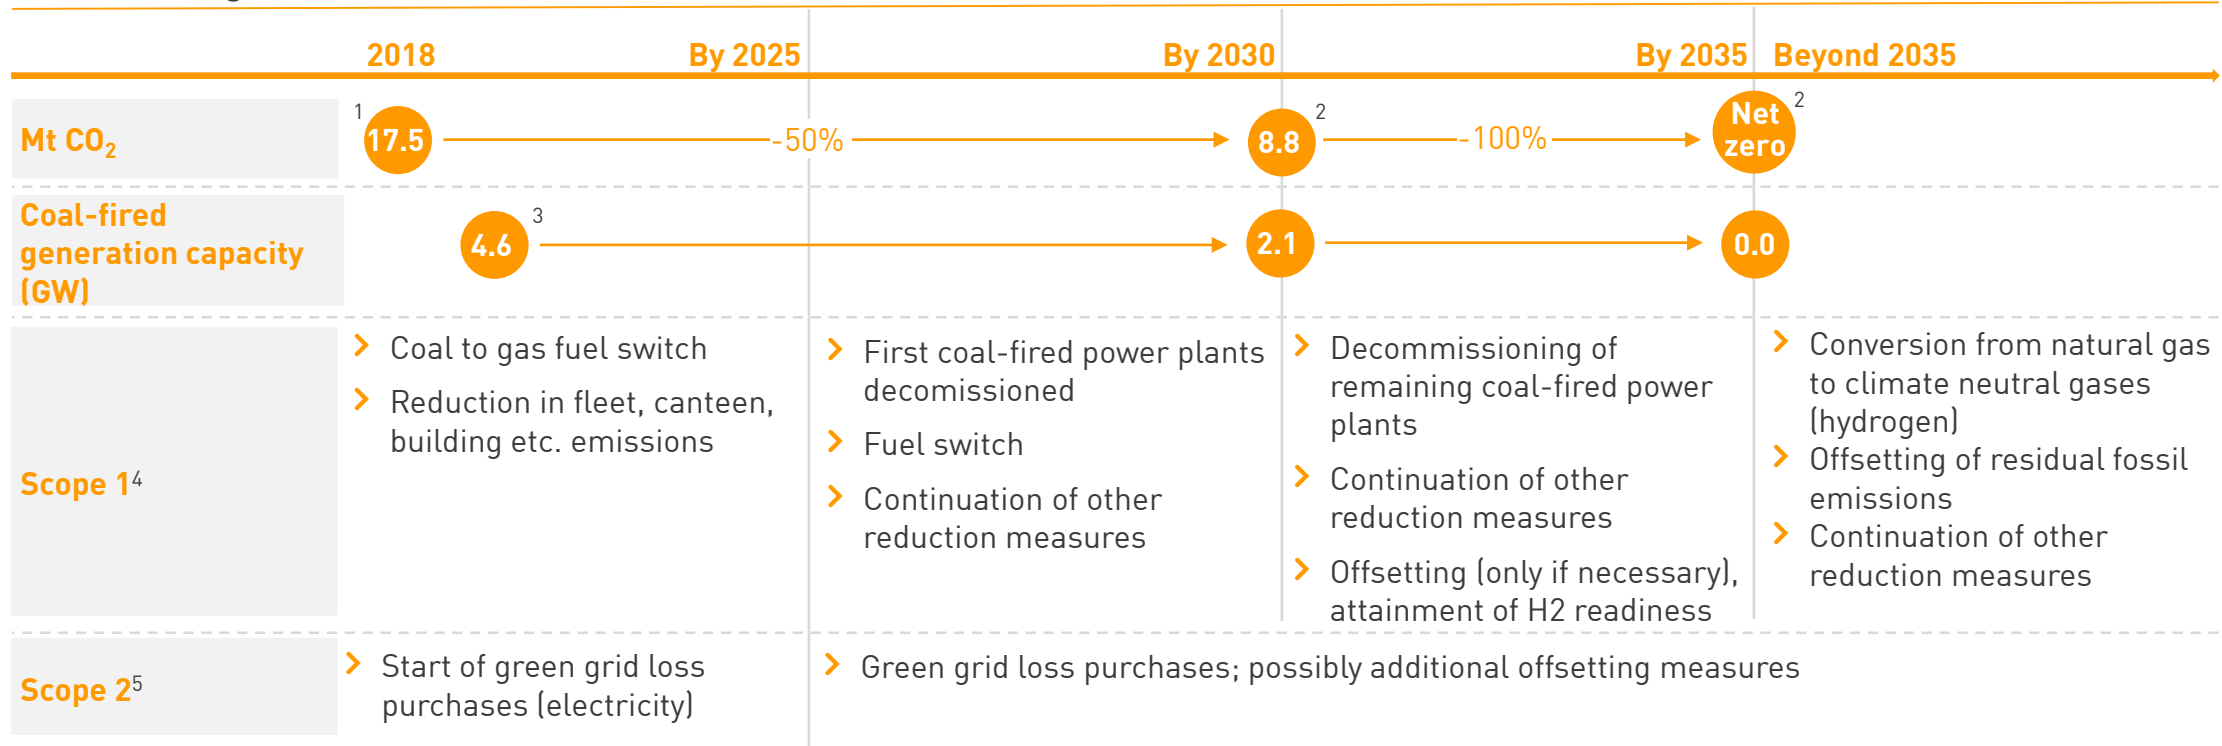 2018
By 2025
By 2030
By 2035
Beyond 2035
Mt CO2
1
17.5
-50%
8.8
2
-100%
Net
zero
2
Coal-fired
generation capacity
(GW)
4.6
3
2.1
0.0
Scope 14
Coal to gas fuel switch
Reduction in fleet, canteen,
building etc. emissions
First coal-fired power plants
decomissioned
Fuel switch
Continuation of other
reduction measures
Decommissioning of
remaining coal-fired power
plants
Continuation of other
reduction measures
Offsetting (only if necessary),
attainment of H2 readiness
Conversion from natural gas
to climate neutral gases
(hydrogen)
Offsetting of residual fossil
emissions
Continuation of other
reduction measures
Scope 25
Start of green grid loss
purchases (electricity)
Green grid loss purchases; possibly additional offsetting measures